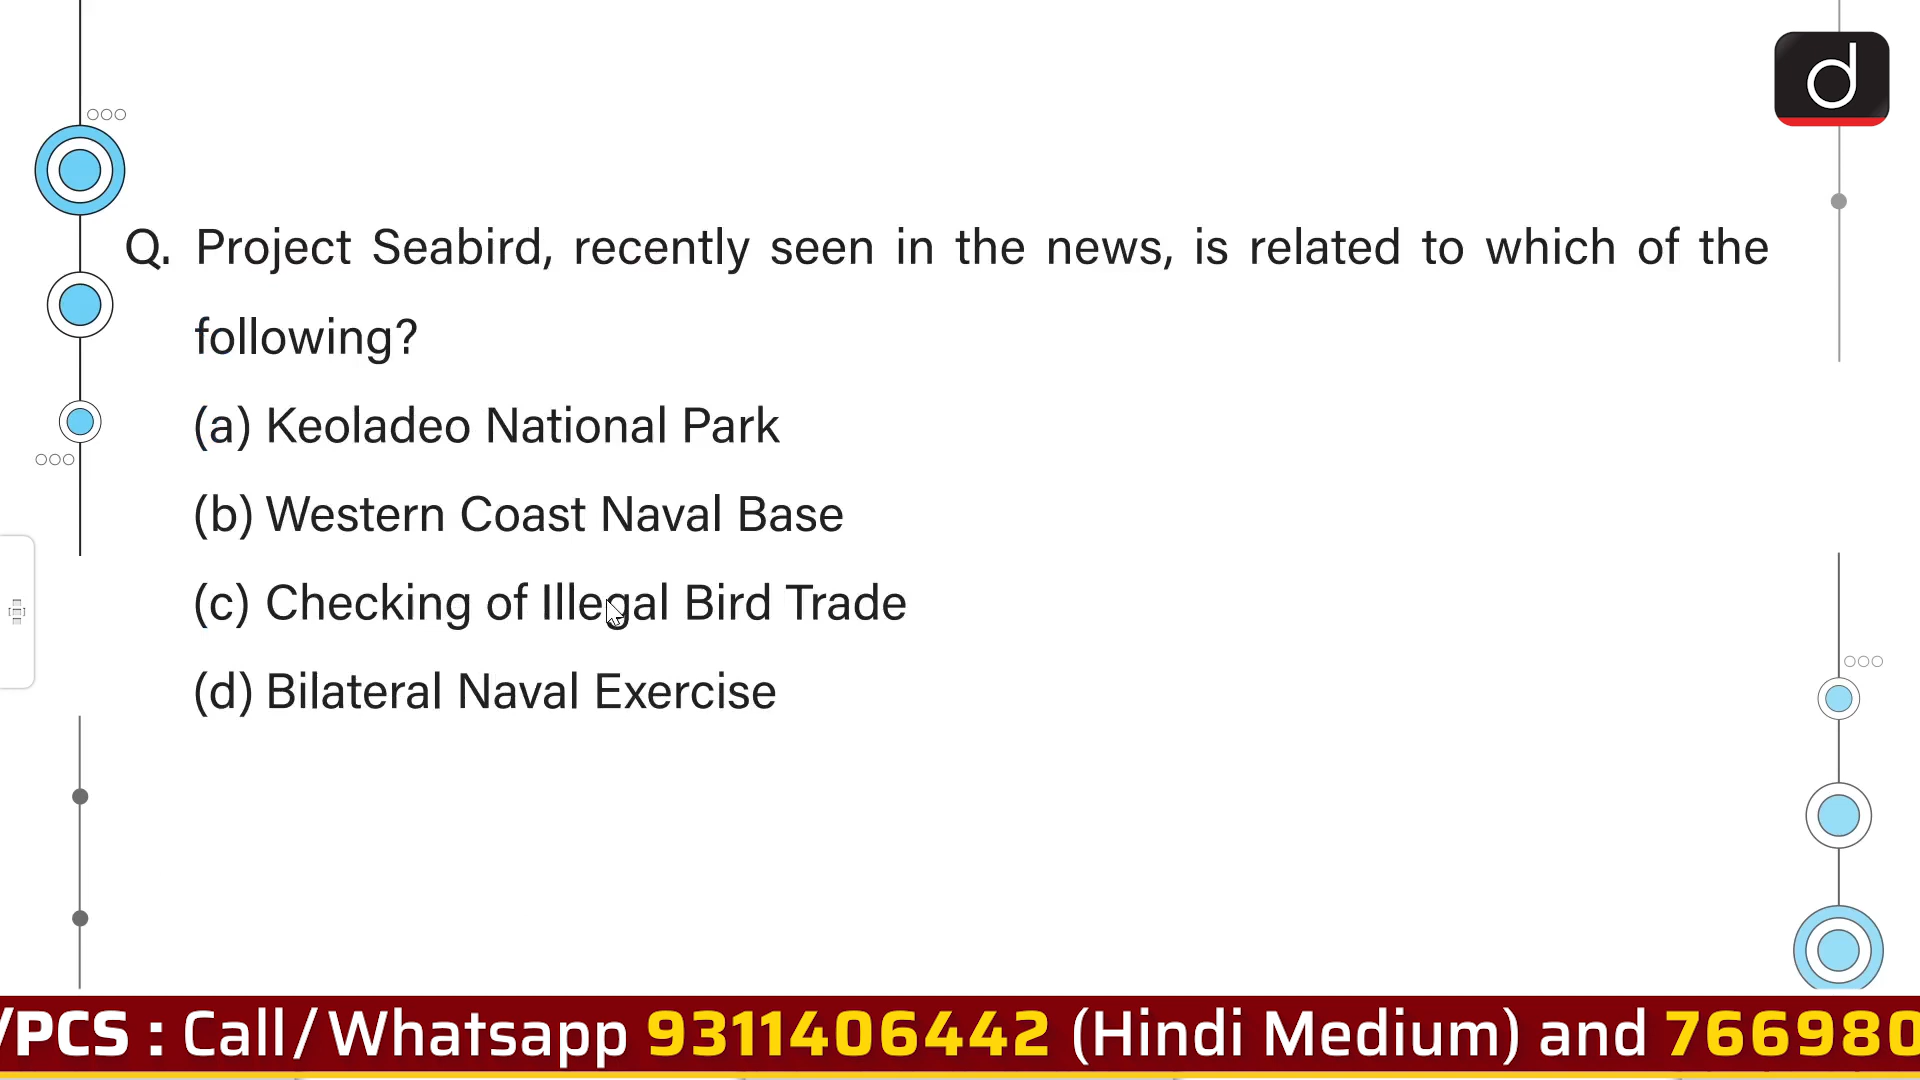 d
Q. Project Seabird, recently seen in the news, is related to which of the
following?
(a) Keoladeo National Park
(b) Western Coast Naval Base
(c) Checking of Illegal Bird Trade
(d) Bilateral Naval Exercise
/PCS : Call/Whatsapp 9311406442 (Hindi Medium) and 766980